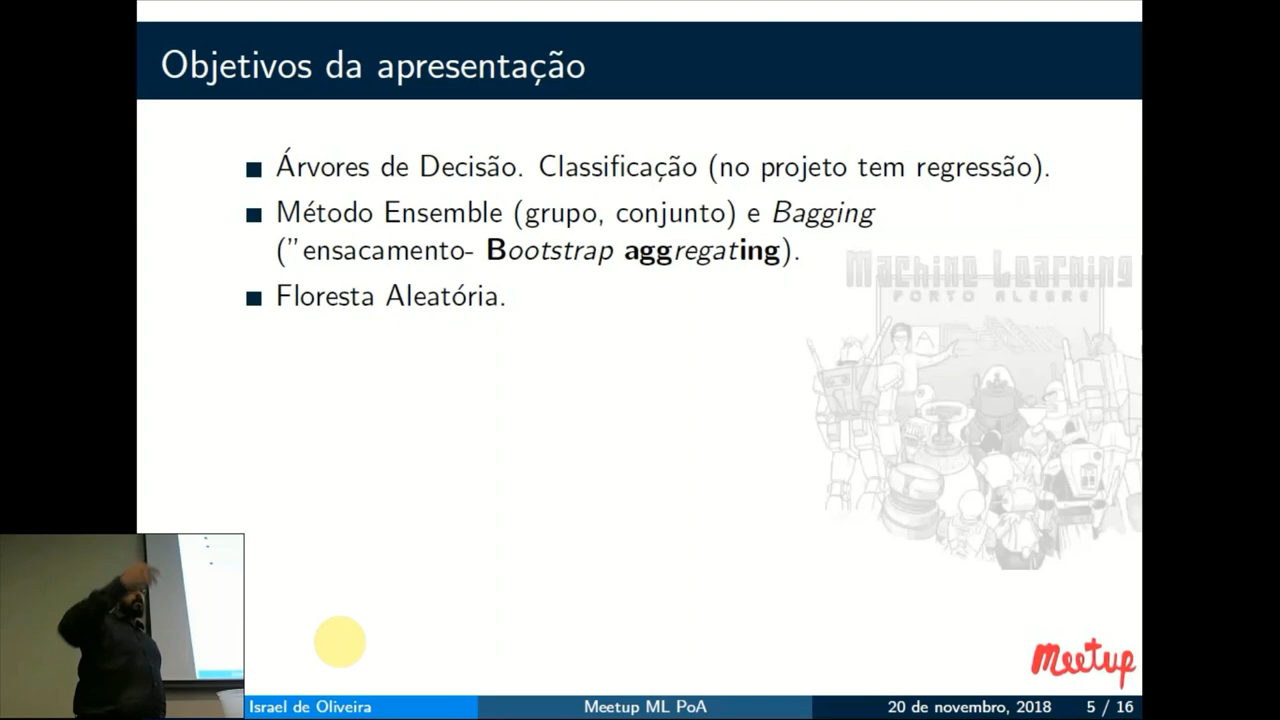 Objetivos da apresentação
Árvores de Decisão. Classificação (no projeto tem regressão).
Método Ensemble (grupo, conjunto) e Bagging
(”ensacamento- Bootstrap aggregating).
Floresta Aleatória.
Machine Learning
PORTO ALEGRE
A
Meetup
Israel de Oliveira
Meetup ML PoA
20 de novembro, 2018
5 / 16